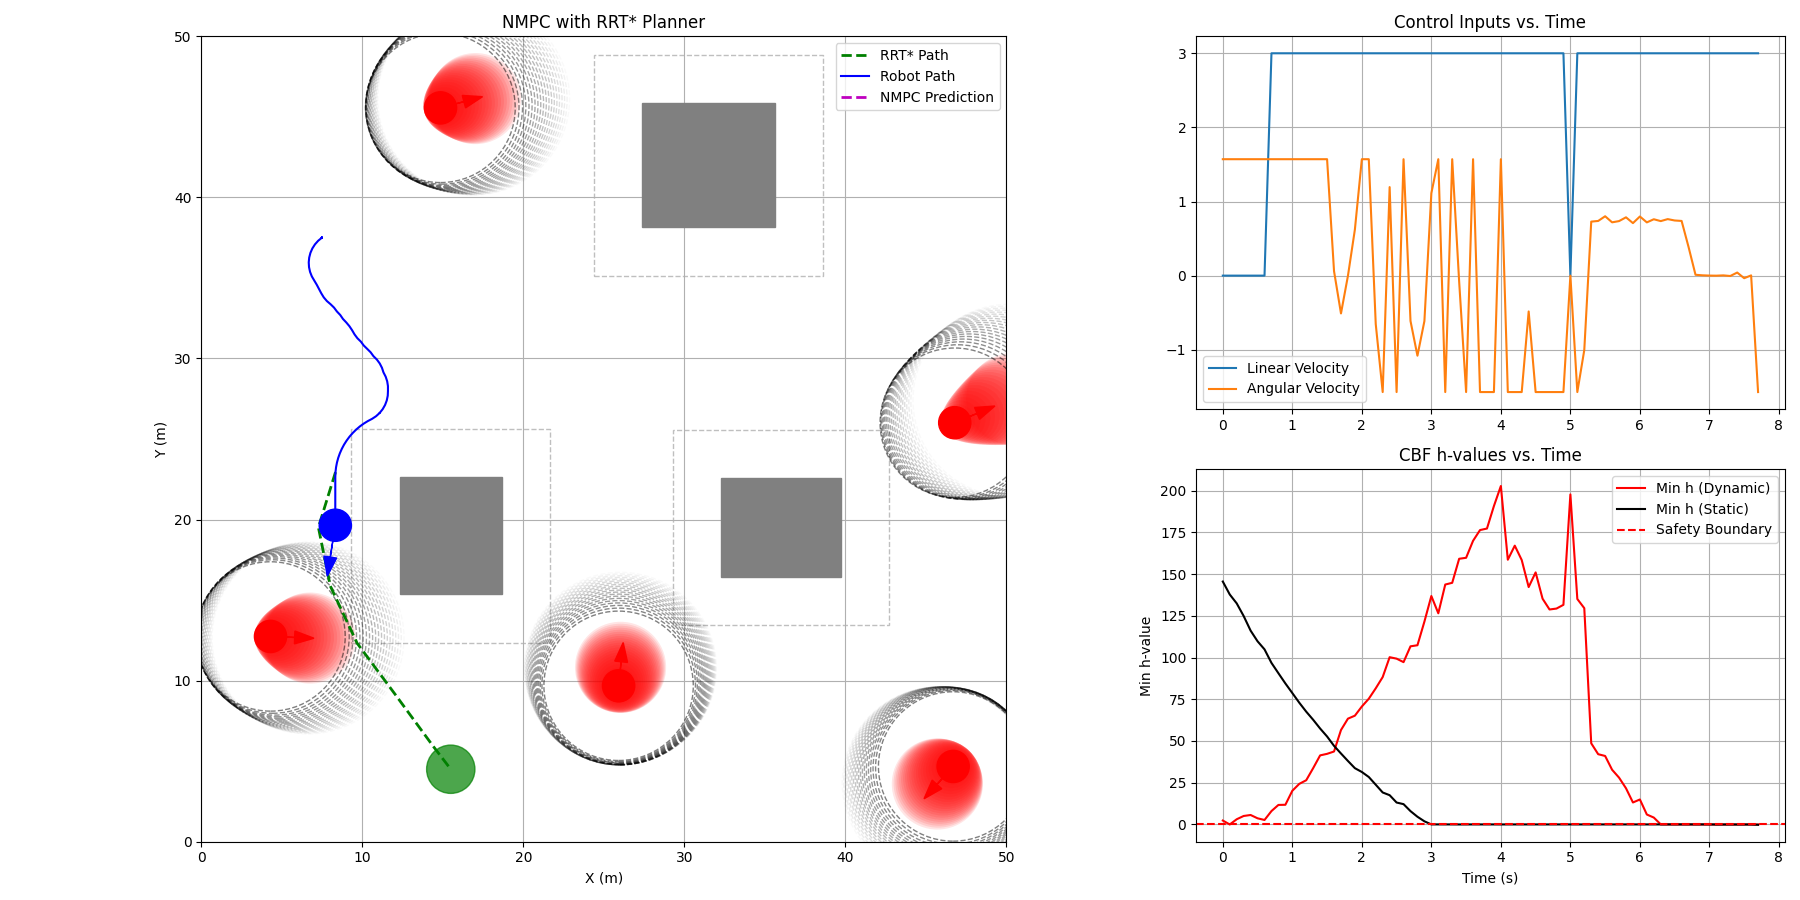 NMPC with RRT* Planner
50
40
30
20
10
0
Y (m)
0 10 20 30 40 50
X (m)
RRT* Path
Robot Path
NMPC Prediction
Control Inputs vs. Time
3
2
1
0
−1
Linear Velocity
Angular Velocity
0 1 2 3 4 5 6 7 8
CBF h-values vs. Time
200
175
150
125
100
75
50
25
0
Min h-value
Min h (Dynamic)
Min h (Static)
Safety Boundary
0 1 2 3 4 5 6 7 8
Time (s)